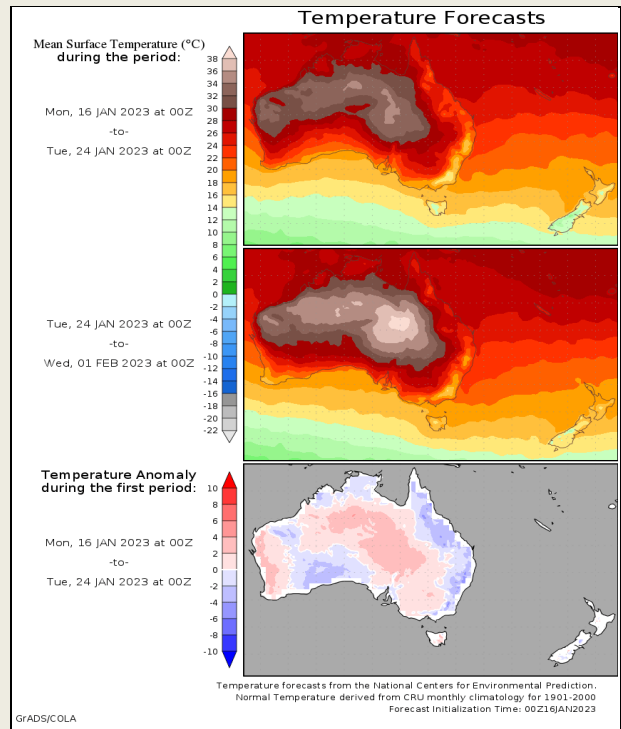 Temperature Forecasts
Mean Surface Temperature (°C)
during the period:
Mon, 16 JAN 2023 at 00Z
-to-
Tue, 24 JAN 2023 at 00Z
38
36
34
32
30
28
26
24
22
20
18
16
14
12
10
8
6
4
2
0
-2
-4
-6
-8
-10
-12
-14
-16
-18
-20
-22
Tue, 24 JAN 2023 at 00Z
-to-
Wed, 01 FEB 2023 at 00Z
Temperature Anomaly
during the first period:
Mon, 16 JAN 2023 at 00Z
-to-
Tue, 24 JAN 2023 at 00Z
10
8
6
4
2
0
-2
-4
-6
-8
-10
Temperature forecasts from the National Centers for Environmental Prediction.
Normal Temperature derived from CRU monthly climatology for 1901-2000
Forecast Initialization Time: 00Z16JAN2023
GrADS/COLA